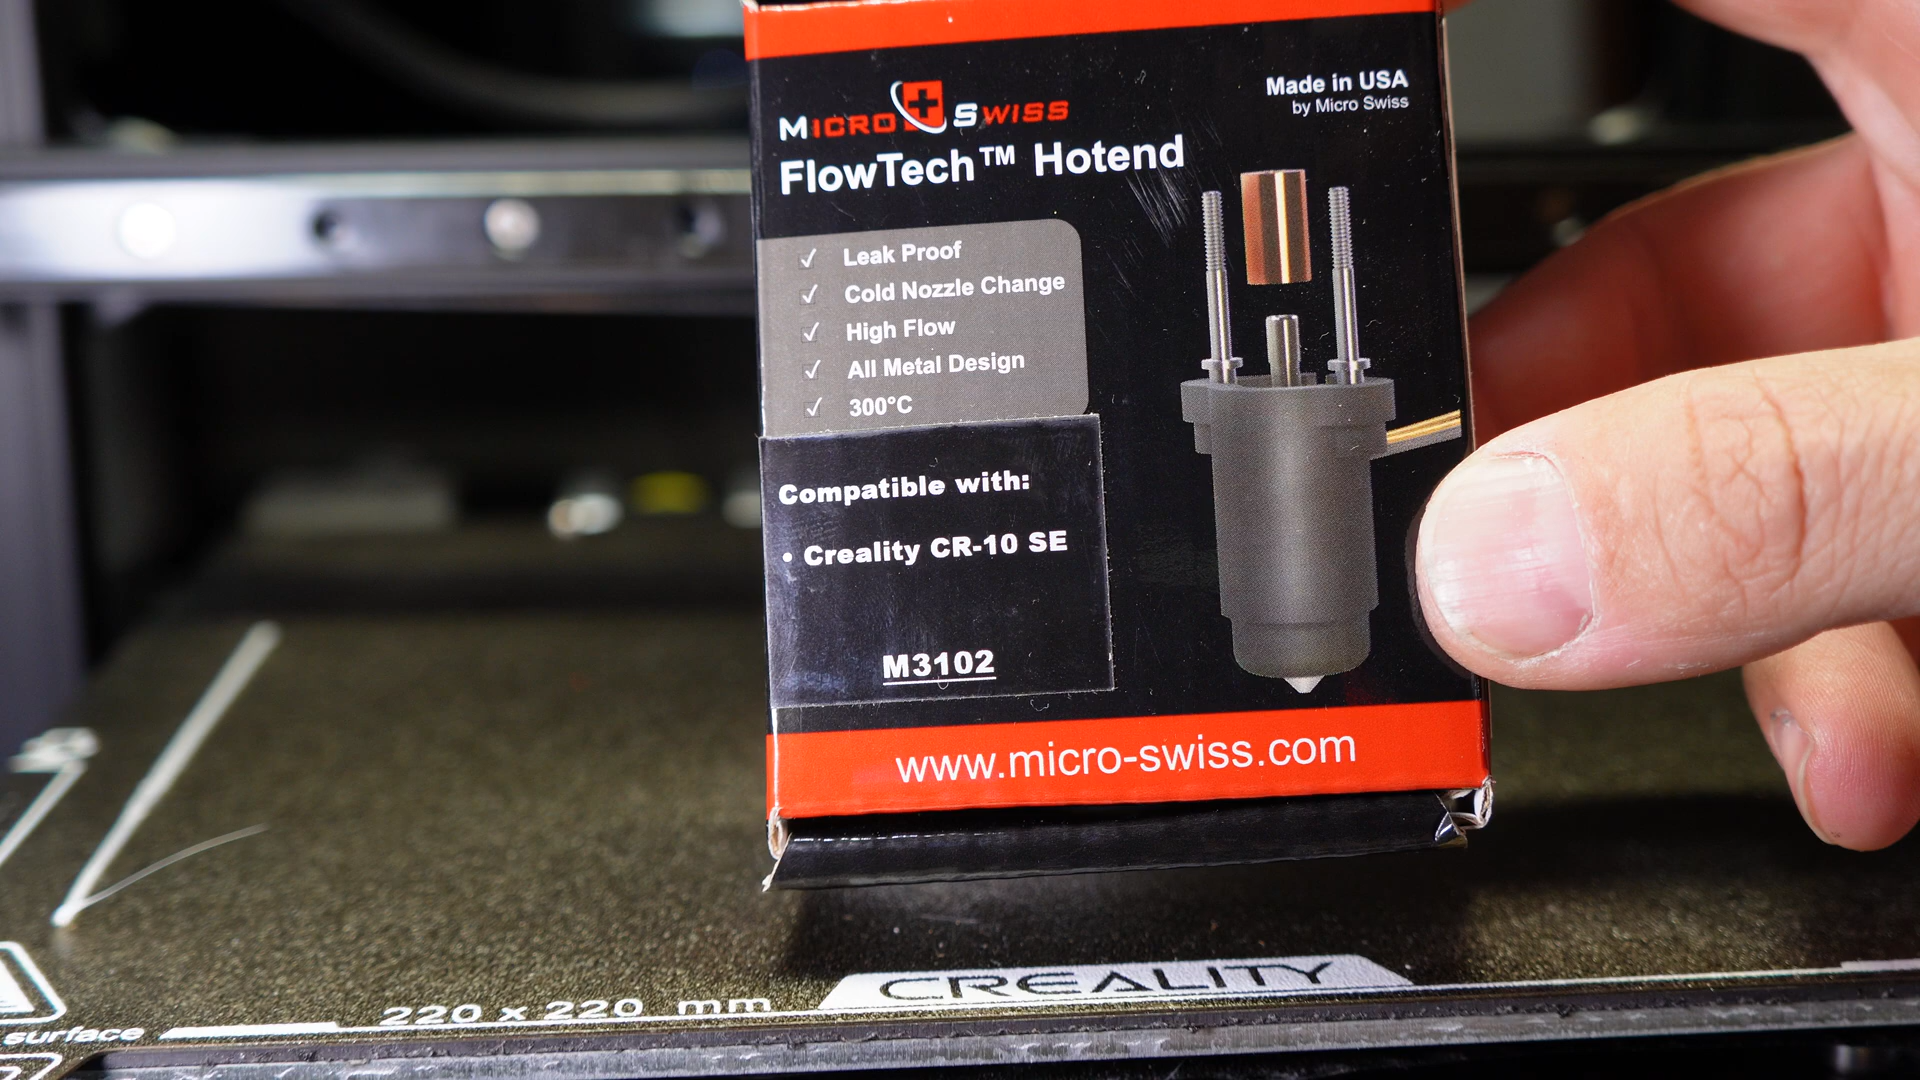 MICRO SWISS
Made in USA
by Micro Swiss
FlowTech™ Hotend
✓ Leak Proof
✓ Cold Nozzle Change
✓ High Flow
✓ All Metal Design
✓ 300°C
Compatible with:
• Creality CR-10 SE
M3102
www.micro-swiss.com
CREALITY
220 x 220 mm
surface